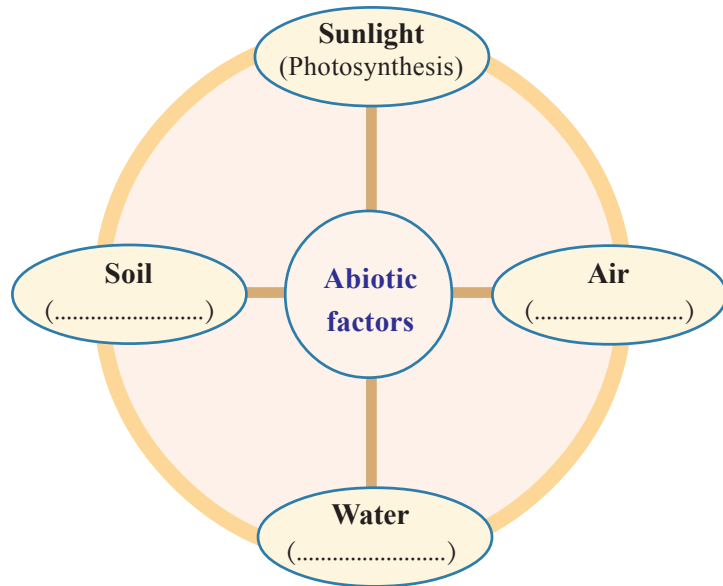 Sunlight
(Photosynthesis)
Soil
(........................)
Abiotic
factors
Air
(........................)
Water
(........................)